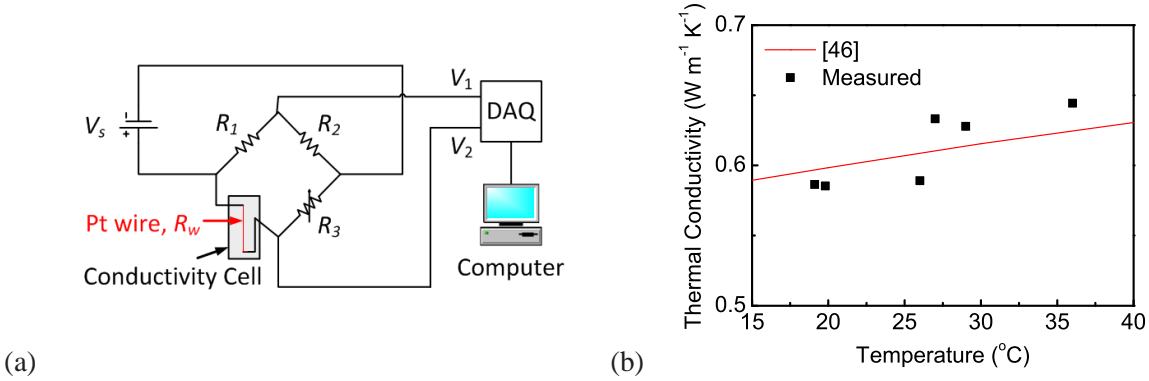 V₁
DAQ
V₂
Vₛ
-
+
R₁
R₂
R₃
Pt wire, R_w
Conductivity Cell
Computer
(a)
Thermal Conductivity (W m⁻¹ K⁻¹)
0.7
0.6
0.5
[46]
Measured
15 20 25 30 35 40
Temperature (°C)
(b)